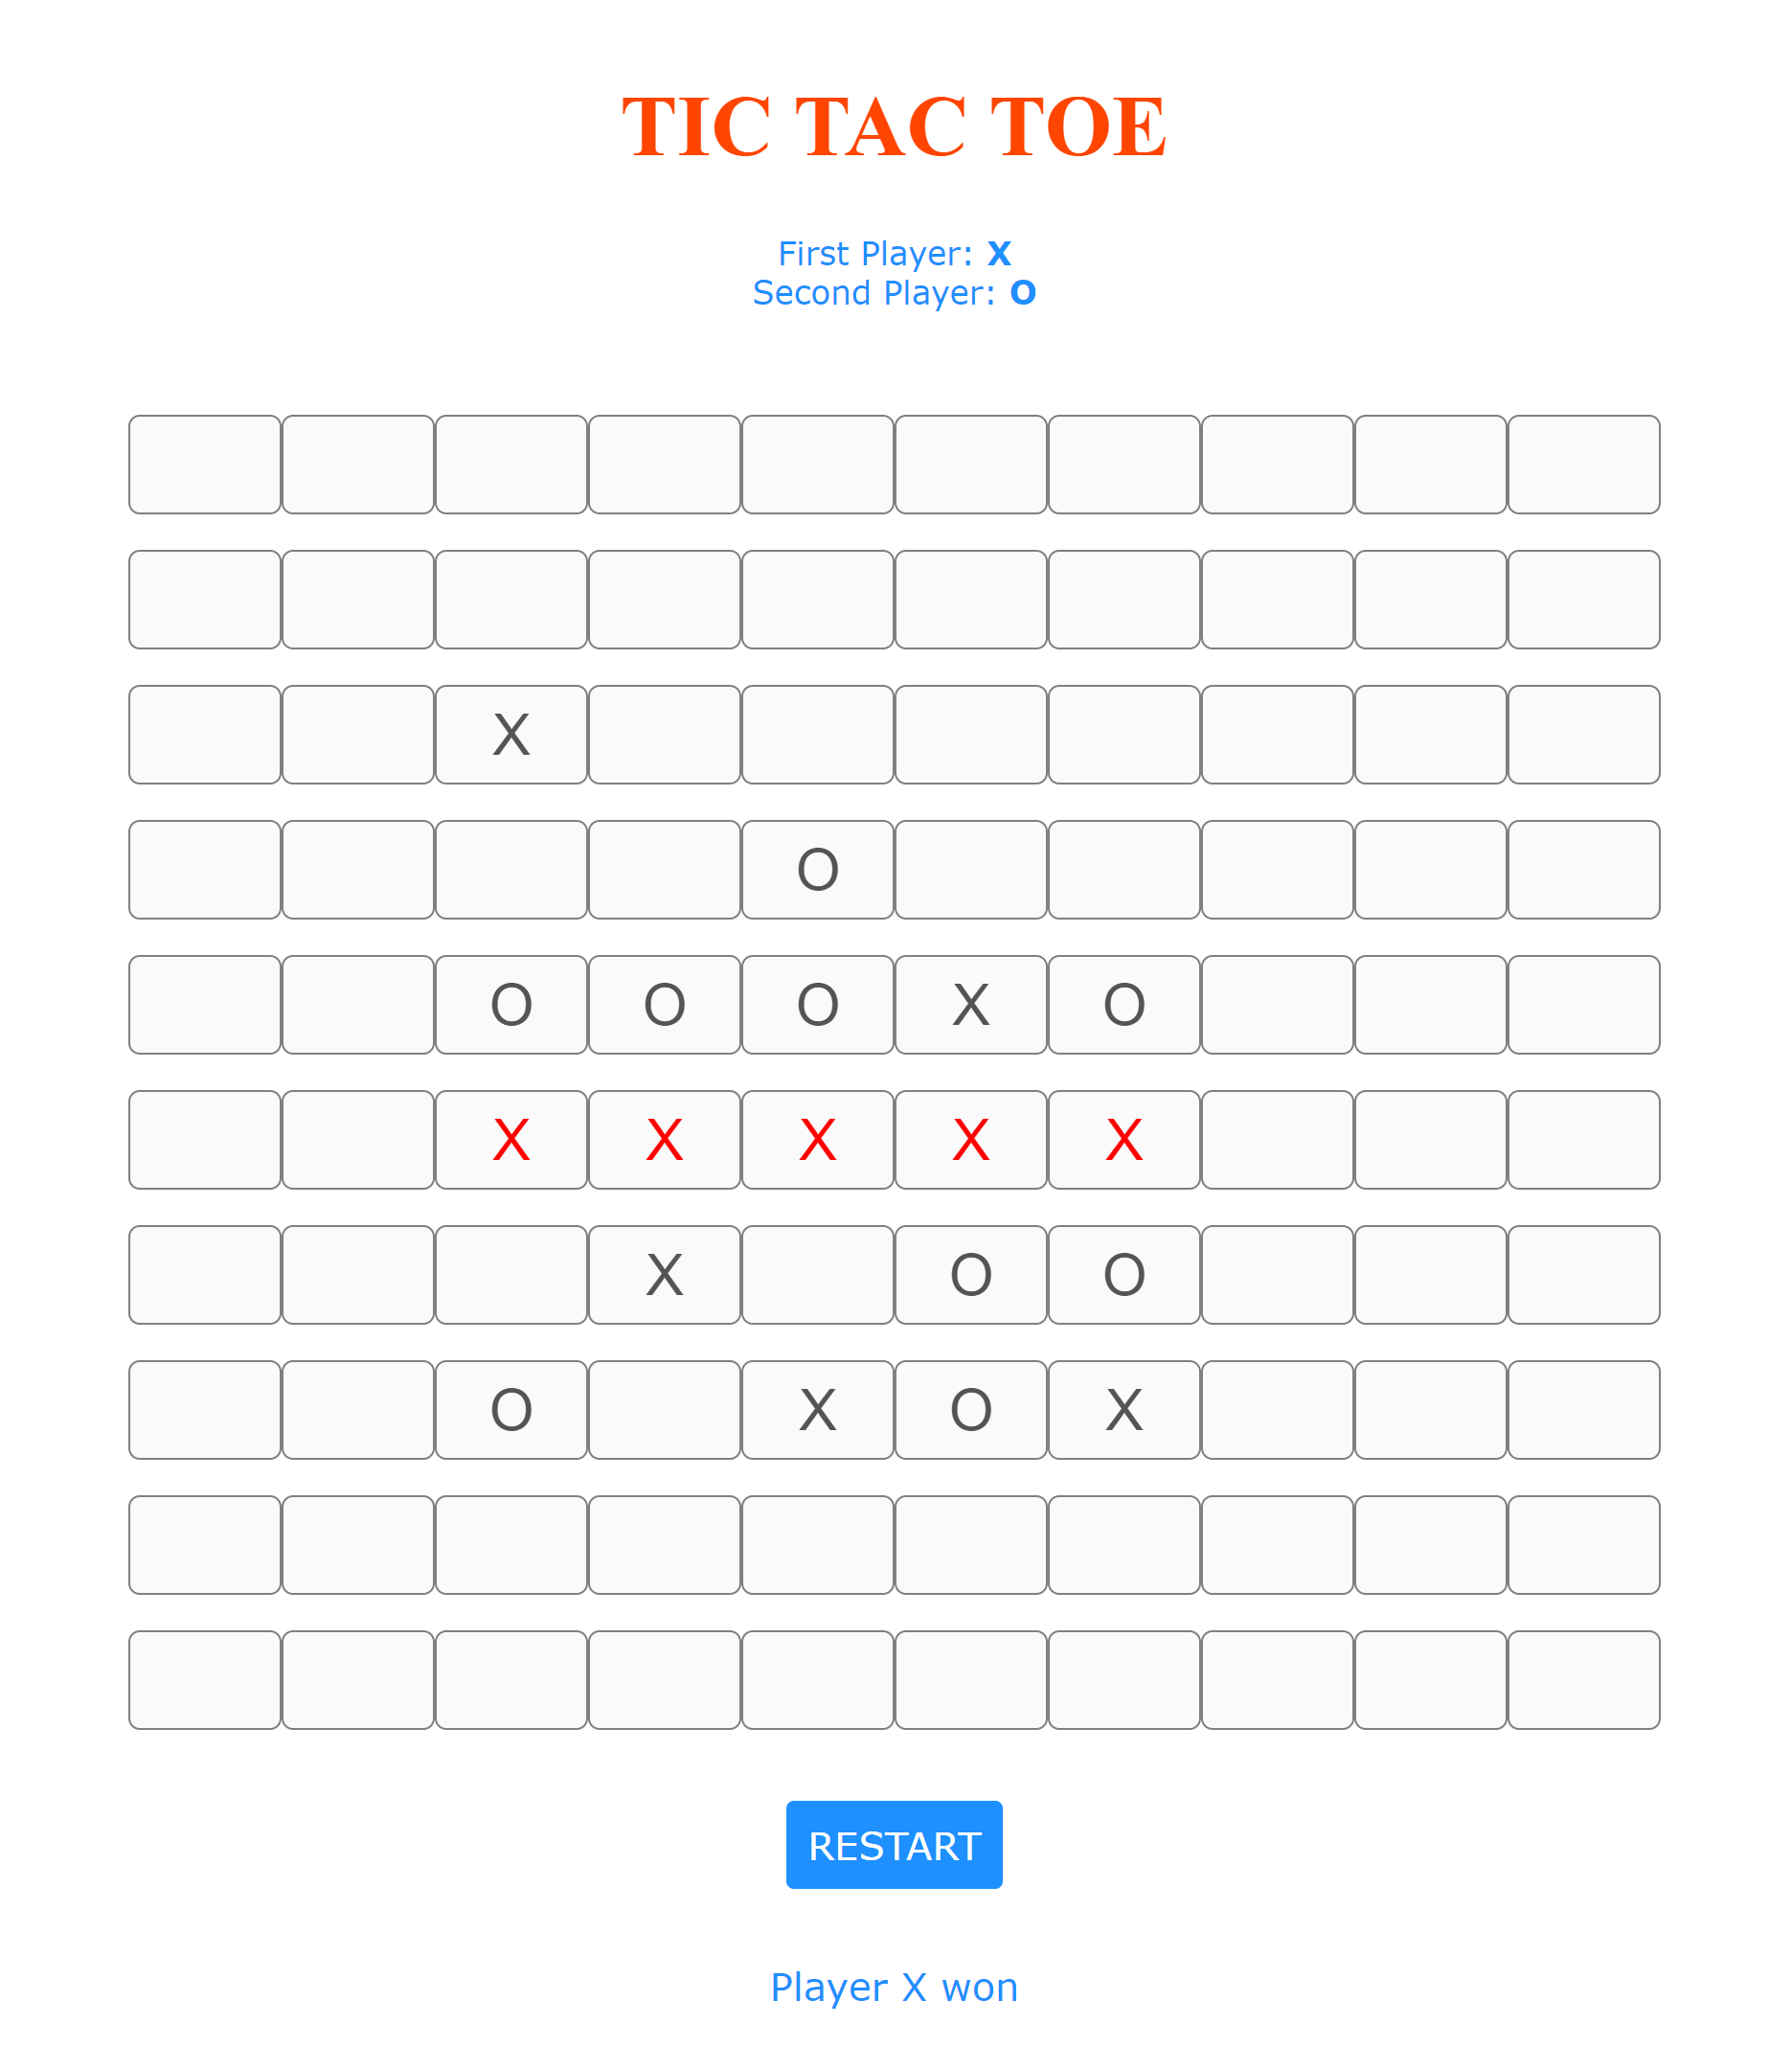 TIC TAC TOE
First Player: X
Second Player: O
X
O
O O O X O
X X X X X
X O O
O X O X
RESTART
Player X won